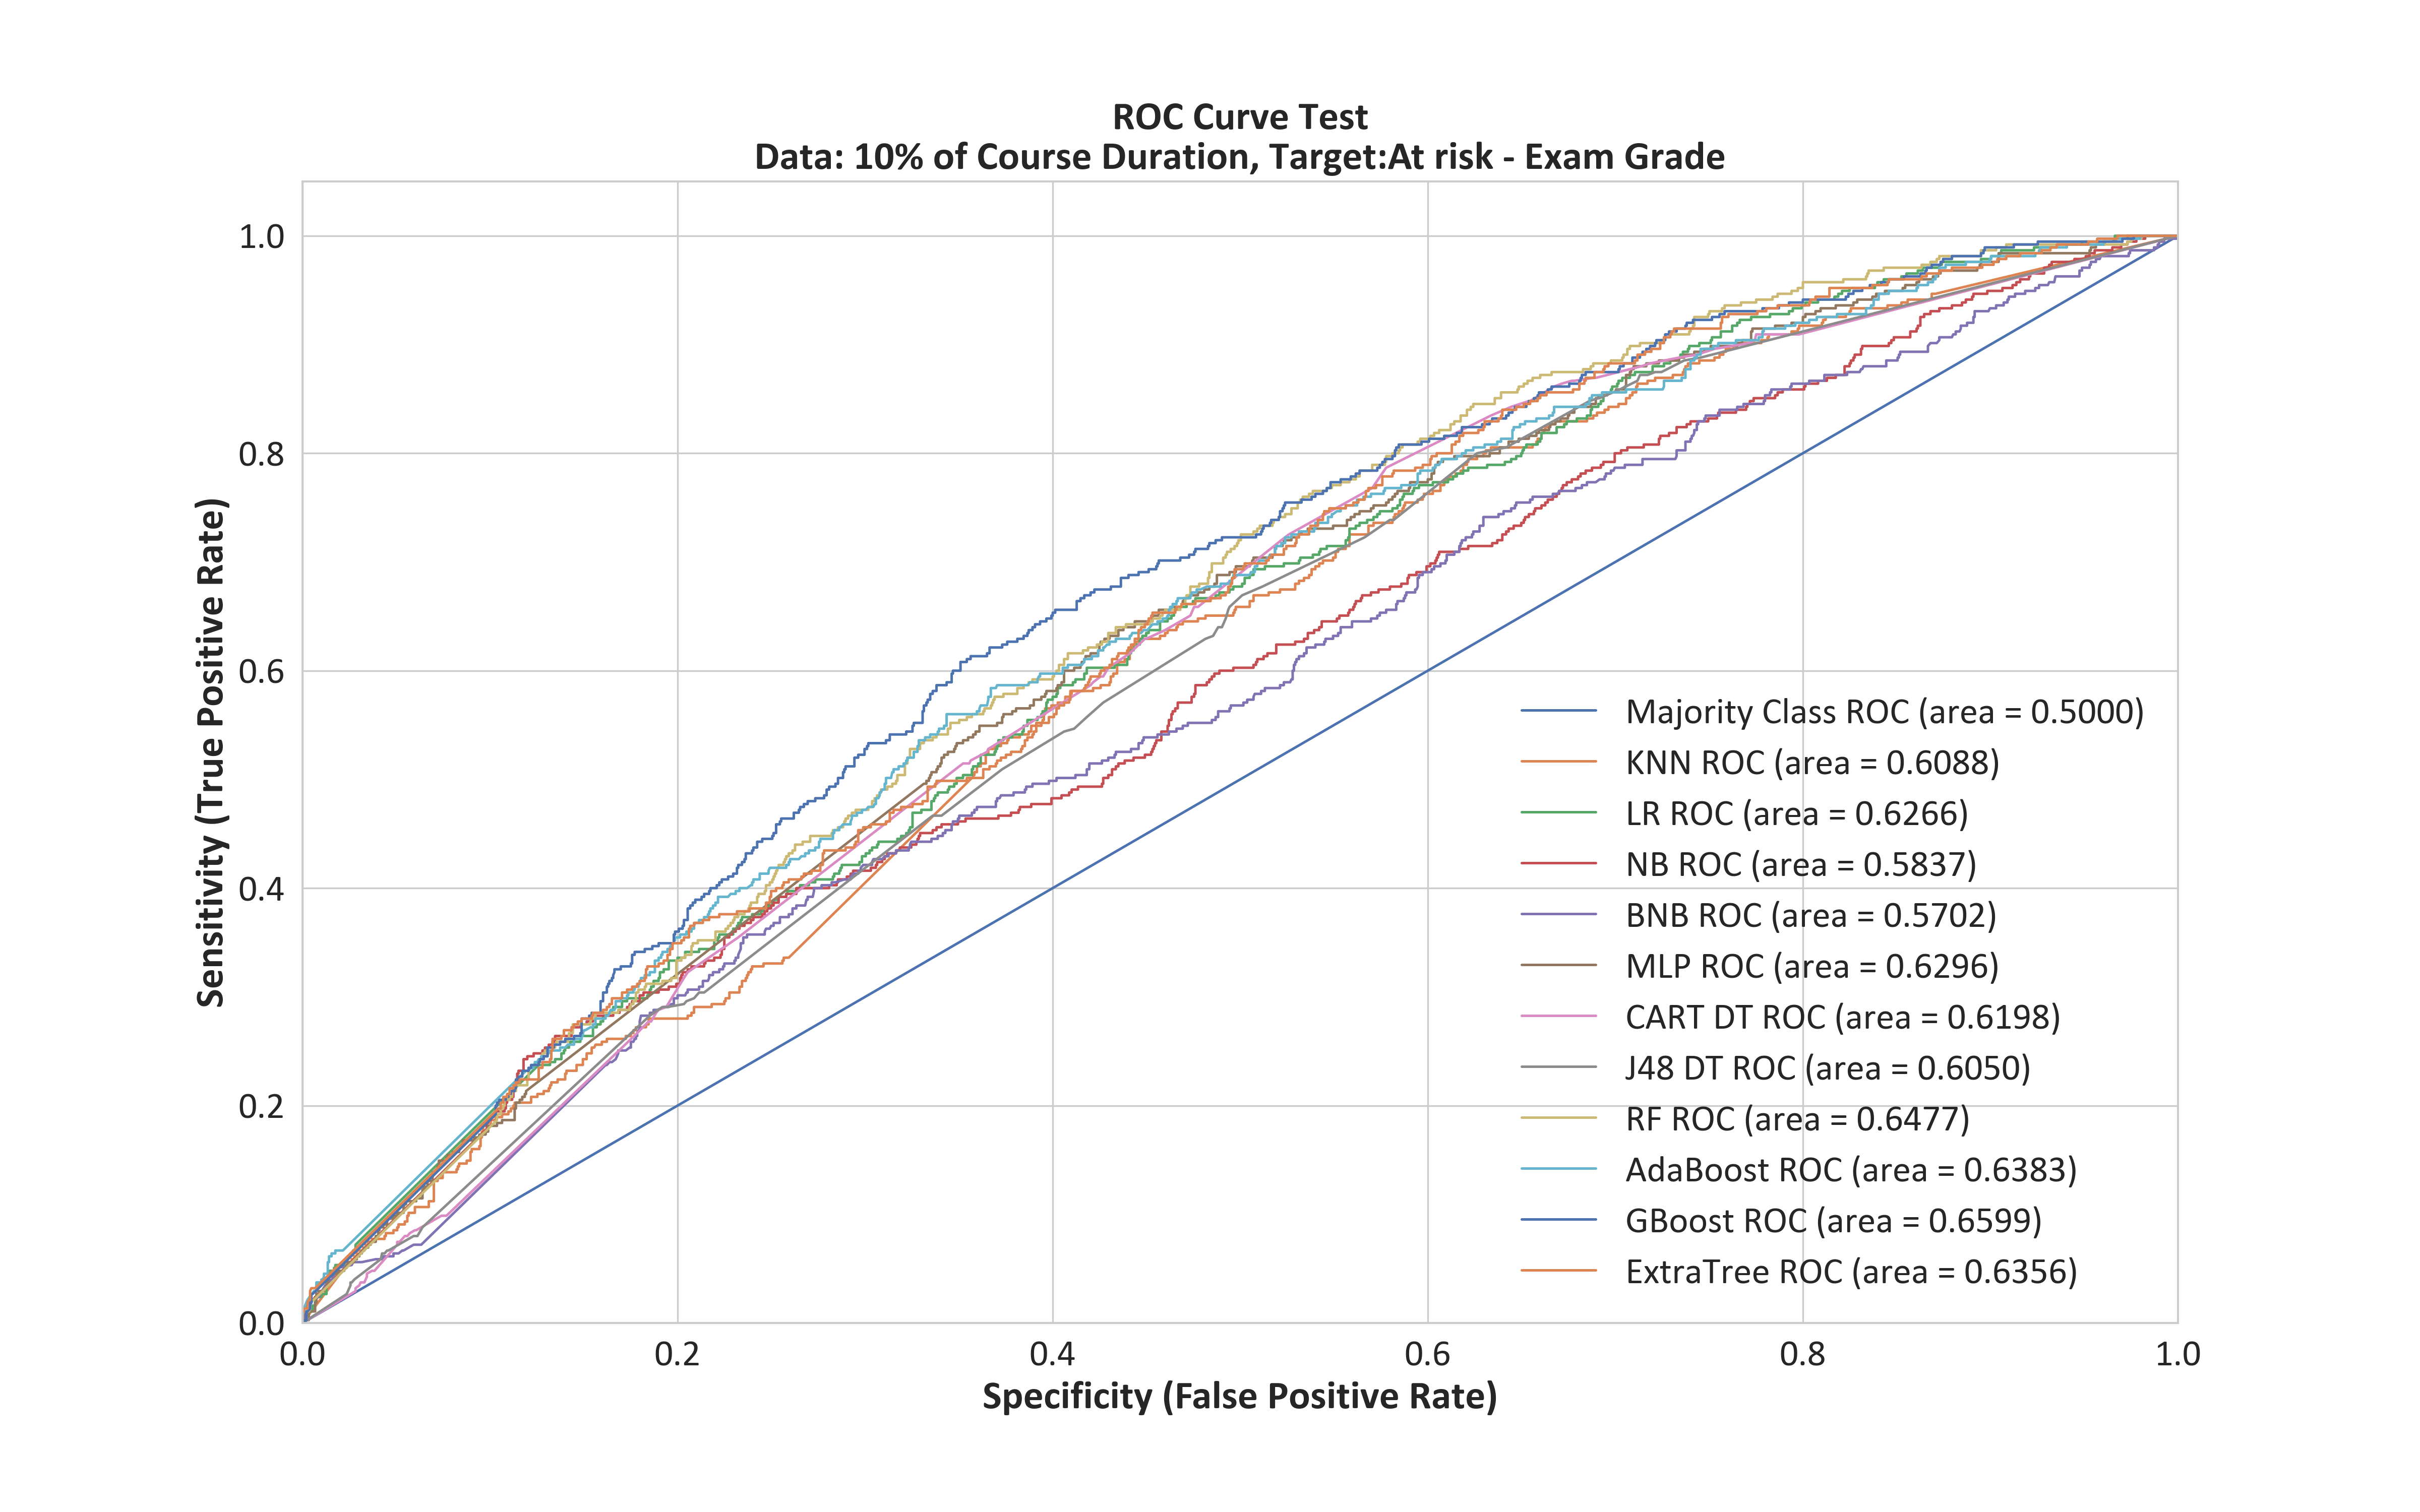 ROC Curve Test
Data: 10% of Course Duration, Target:At risk - Exam Grade
Sensitivity (True Positive Rate)
1.0
0.8
0.6
0.4
0.2
0.0
Majority Class ROC (area = 0.5000)
KNN ROC (area = 0.6088)
LR ROC (area = 0.6266)
NB ROC (area = 0.5837)
BNB ROC (area = 0.5702)
MLP ROC (area = 0.6296)
CART DT ROC (area = 0.6198)
J48 DT ROC (area = 0.6050)
RF ROC (area = 0.6477)
AdaBoost ROC (area = 0.6383)
GBoost ROC (area = 0.6599)
ExtraTree ROC (area = 0.6356)
0.0 0.2 0.4 0.6 0.8 1.0
Specificity (False Positive Rate)